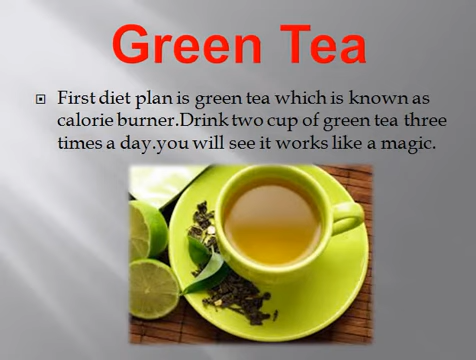 Green Tea
First diet plan is green tea which is known as
calorie burner.Drink two cup of green tea three
times a day.you will see it works like a magic.